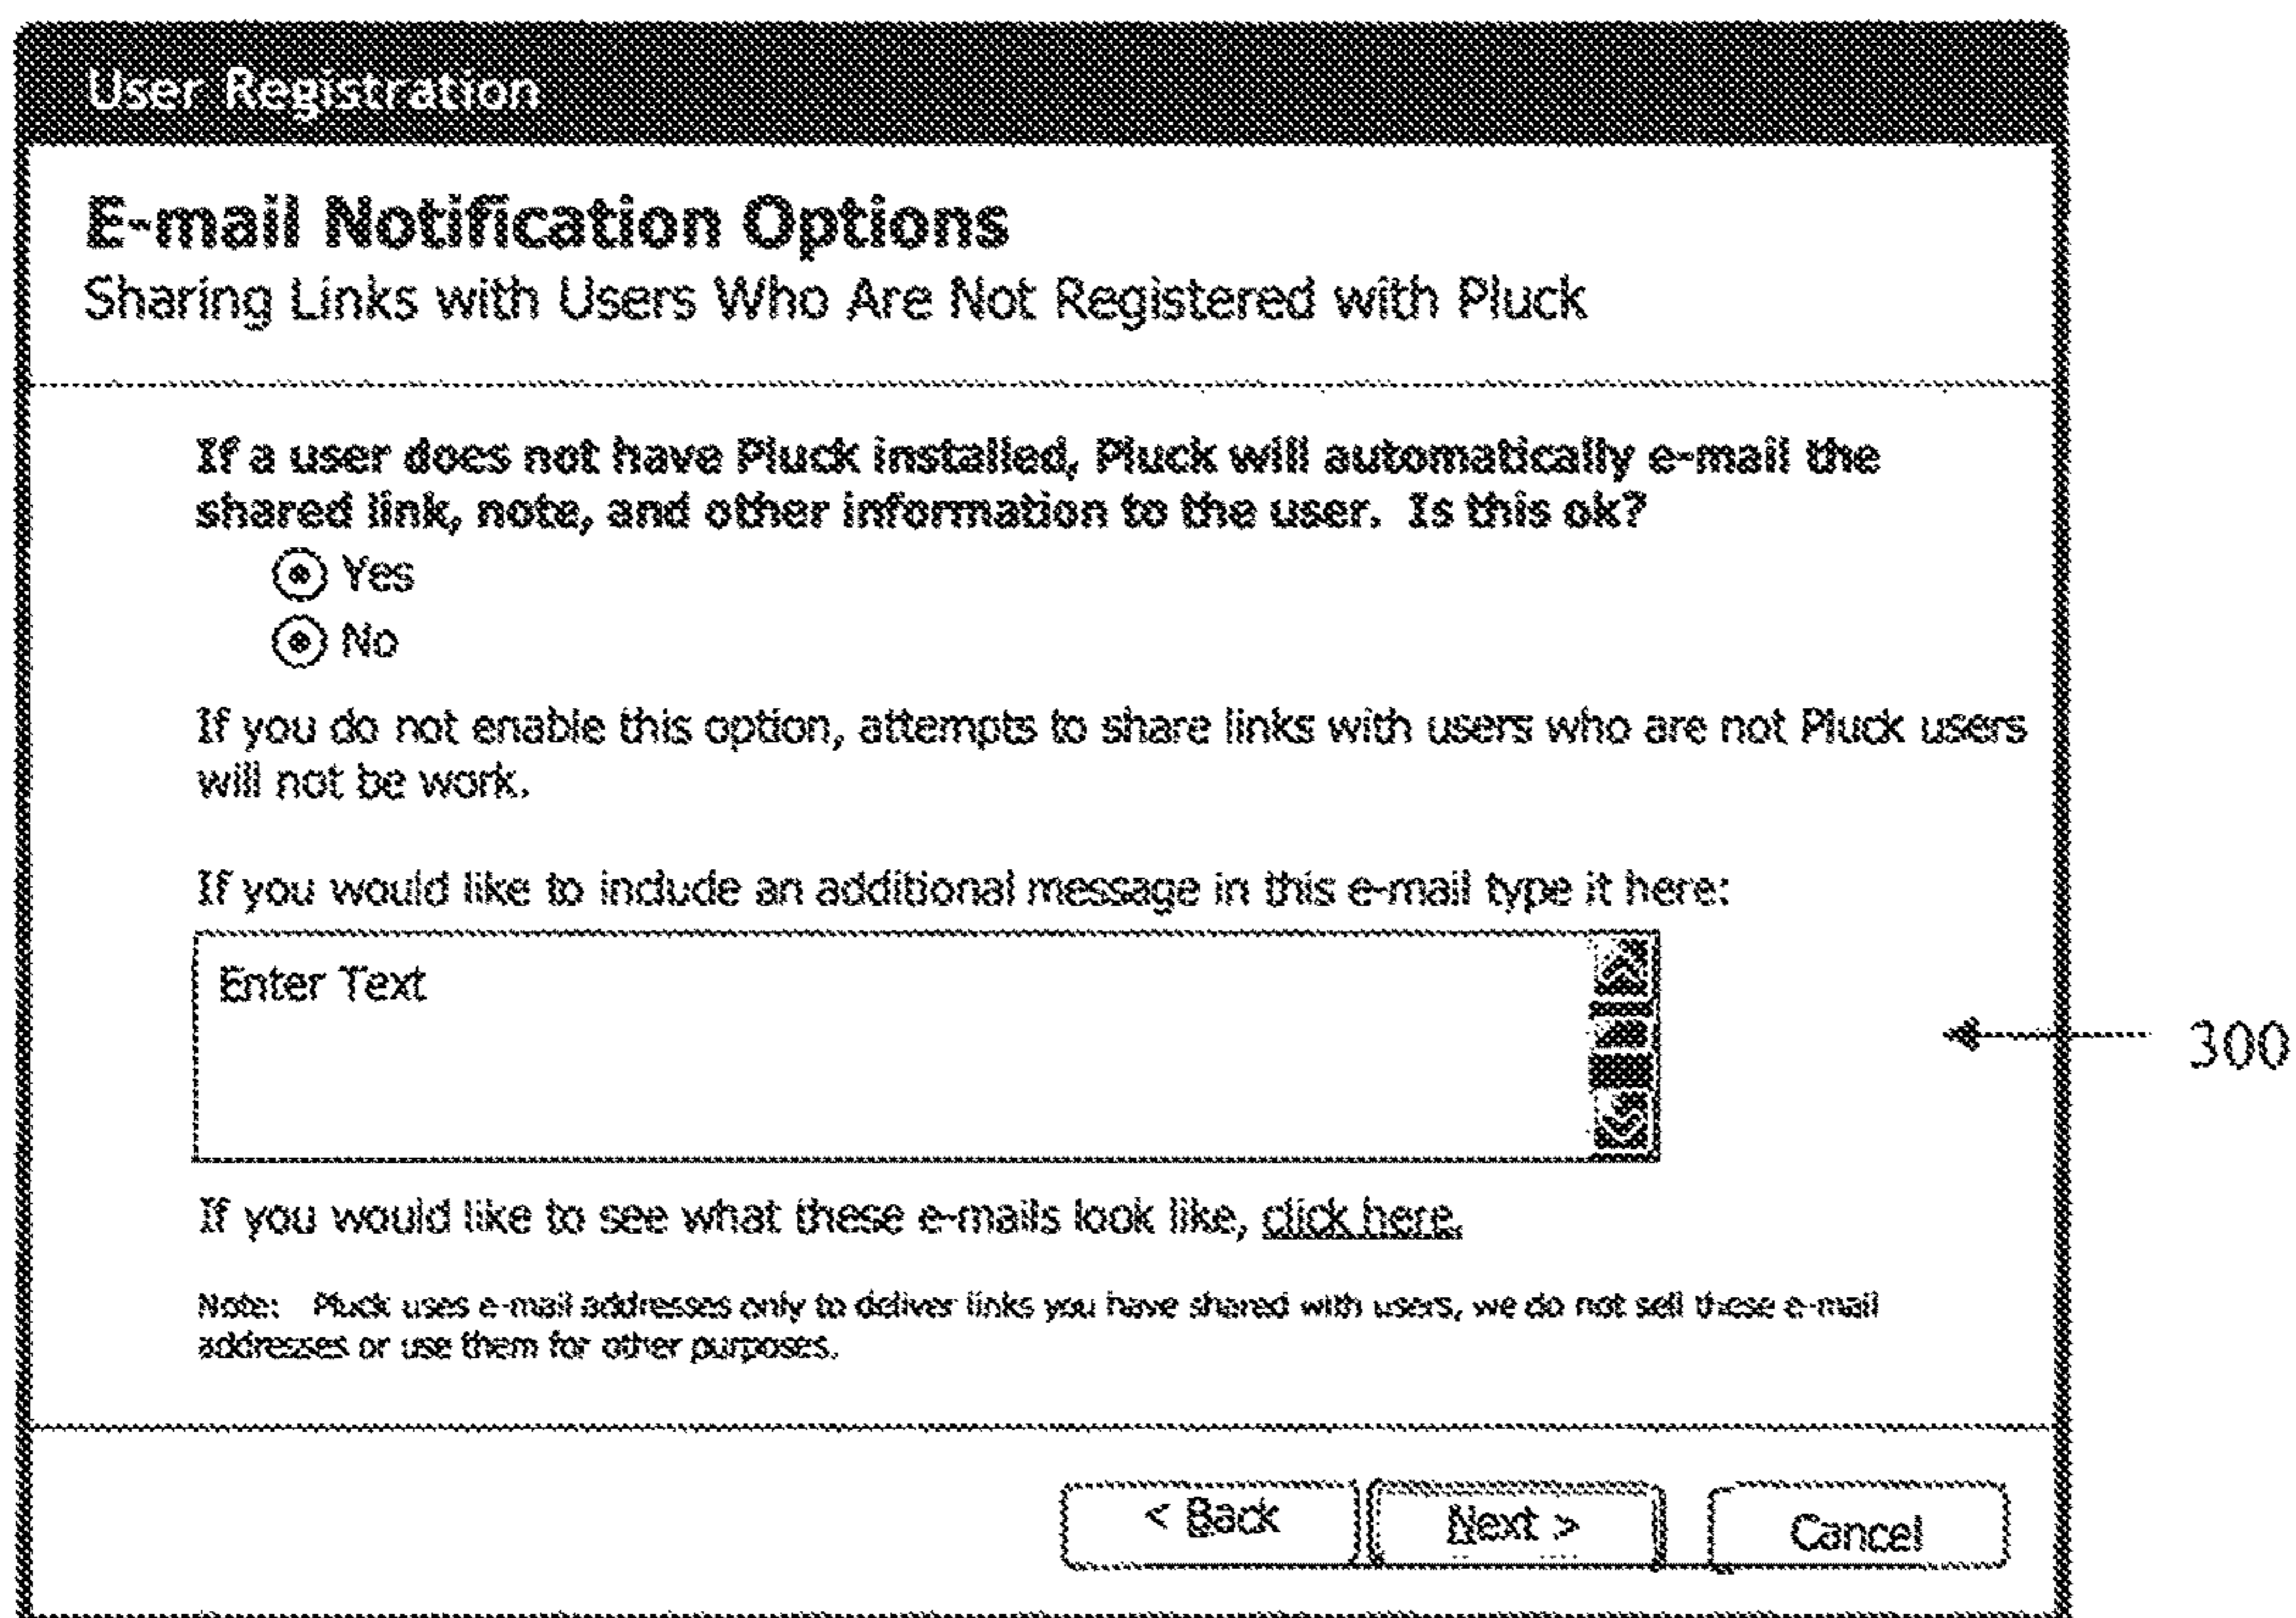 User Registration
E-mail Notification Options
Sharing Links with Users Who Are Not Registered with Pluck
If a user does not have Pluck installed, Pluck will automatically e-mail the
shared link, note, and other information to the user. Is this ok?
Yes
No
If you do not enable this option, attempts to share links with users who are not Pluck users
will not be work.
If you would like to include an additional message in this e-mail type it here:
Enter Text
300
If you would like to see what these e-mails look like, click here.
Note: Pluck uses e-mail addresses only to deliver links you have shared with users, we do not sell these e-mail
addresses or use them for other purposes.
< Back Next > Cancel